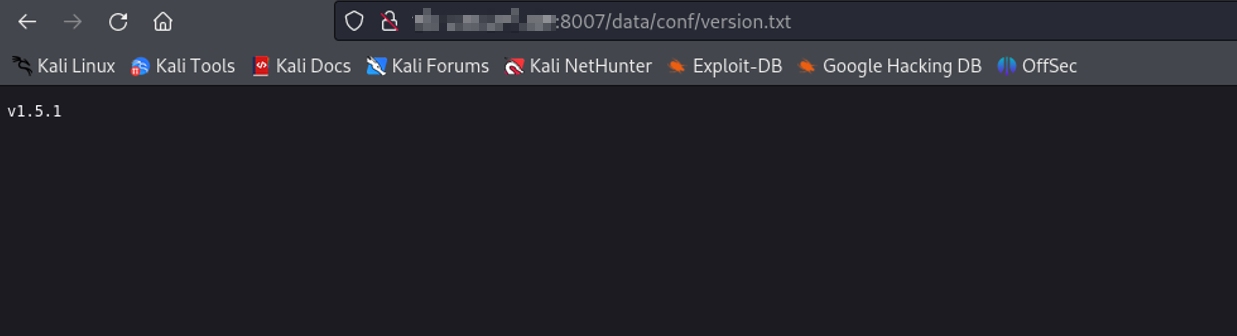 :8007/data/conf/version.txt
Kali Linux Kali Tools Kali Docs Kali Forums Kali NetHunter Exploit-DB Google Hacking DB OffSec
v1.5.1